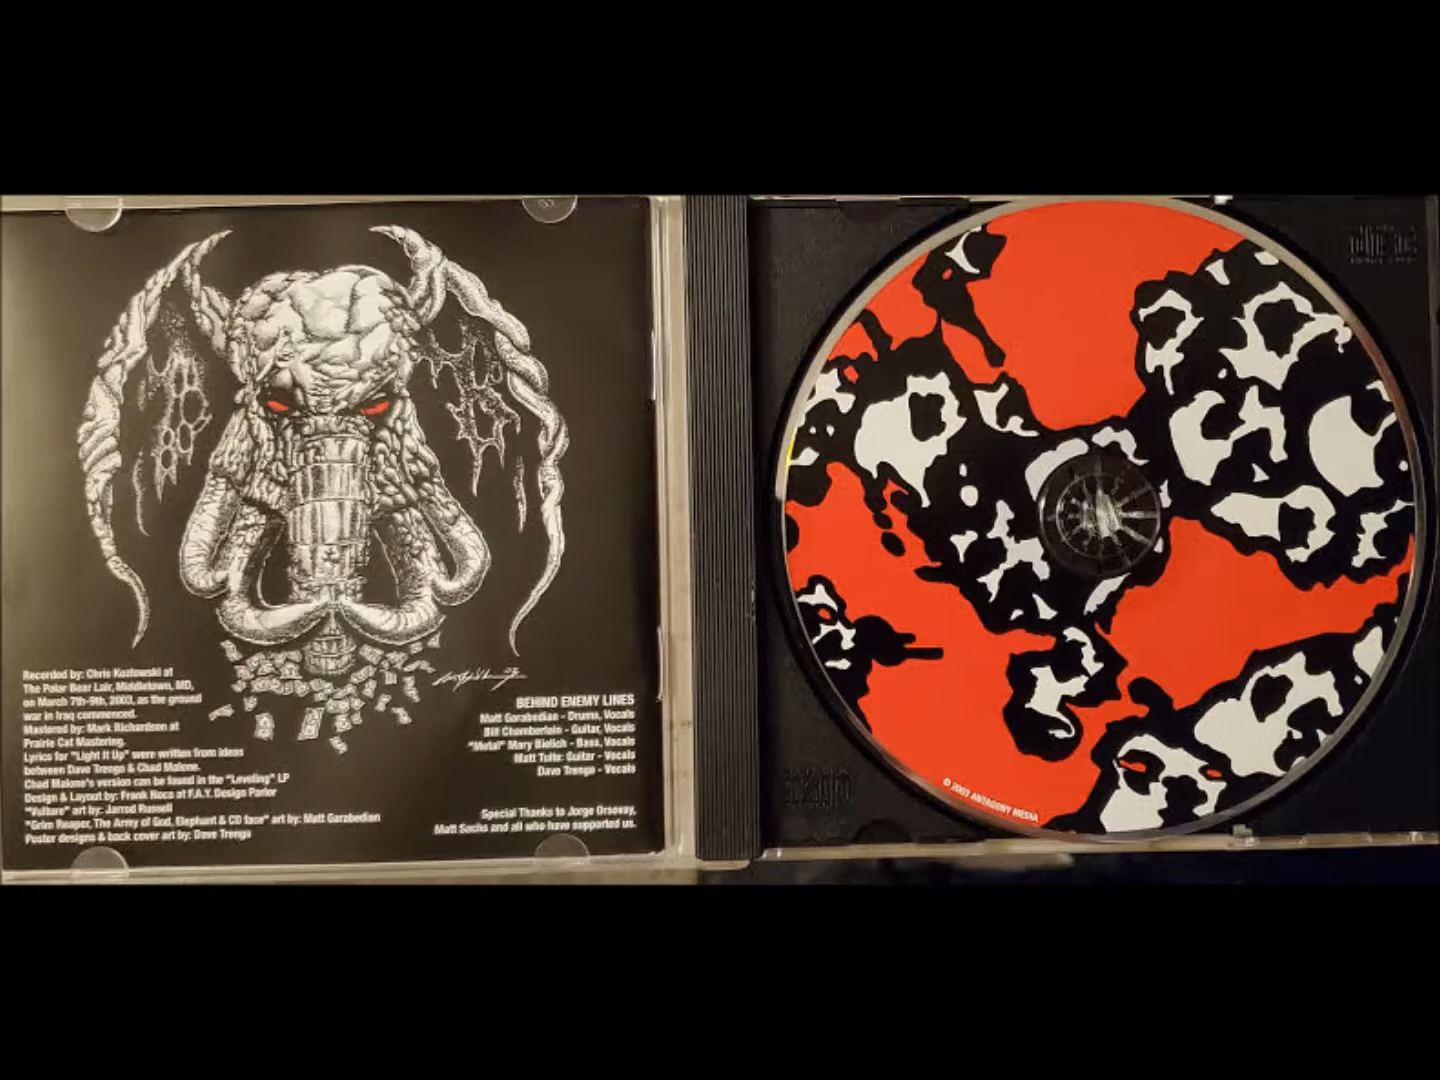 Recorded by: Chris Kozlowski at
The Polar Bear Lair, Middletown, MD,
on March 7th-9th, 2003, as the ground
war in Iraq commenced.
Mastered by: Mark Richardson at
Prairie Cat Mastering.
Lyrics for "Light it Up" were written from ideas
between Dave Trenga & Chad Malone.
Chad Malone's version can be found in the "Leveling" LP
Design & Layout by: Frank Noca at F.A.Y. Design Parlor
"Vulture" art by: Jarrod Russell
"Grim Reaper, The Army of God, Elephant & CD face" art by: Matt Garabedian
Poster designs & back cover art by: Dave Trenga
BEHIND ENEMY LINES
Matt Garabedian - Drums, Vocals
Bill Chamberlain - Guitar, Vocals
"Metal" Mary Bielich - Bass, Vocals
Matt Tuite: Guitar - Vocals
Dave Trenga - Vocals
Special Thanks to Jorge Orsovay,
Matt Sachs and all who have supported us.
© 2003 ANTAGONY MEDIA